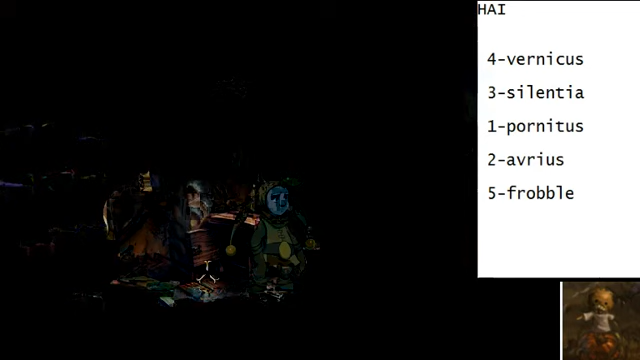 HAI
4-vernicus
3-silentia
1-pornitus
2-avrius
5-frobble